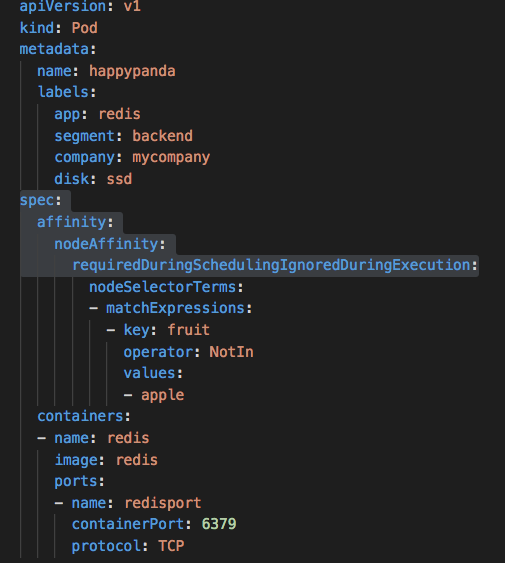 apiVersion: v1
kind: Pod
metadata:
  name: happypanda
  labels:
    app: redis
    segment: backend
    company: mycompany
    disk: ssd
spec:
  affinity:
    nodeAffinity:
      requiredDuringSchedulingIgnoredDuringExecution:
        nodeSelectorTerms:
        - matchExpressions:
          - key: fruit
            operator: NotIn
            values:
            - apple
  containers:
  - name: redis
    image: redis
    ports:
    - name: redisport
      containerPort: 6379
      protocol: TCP